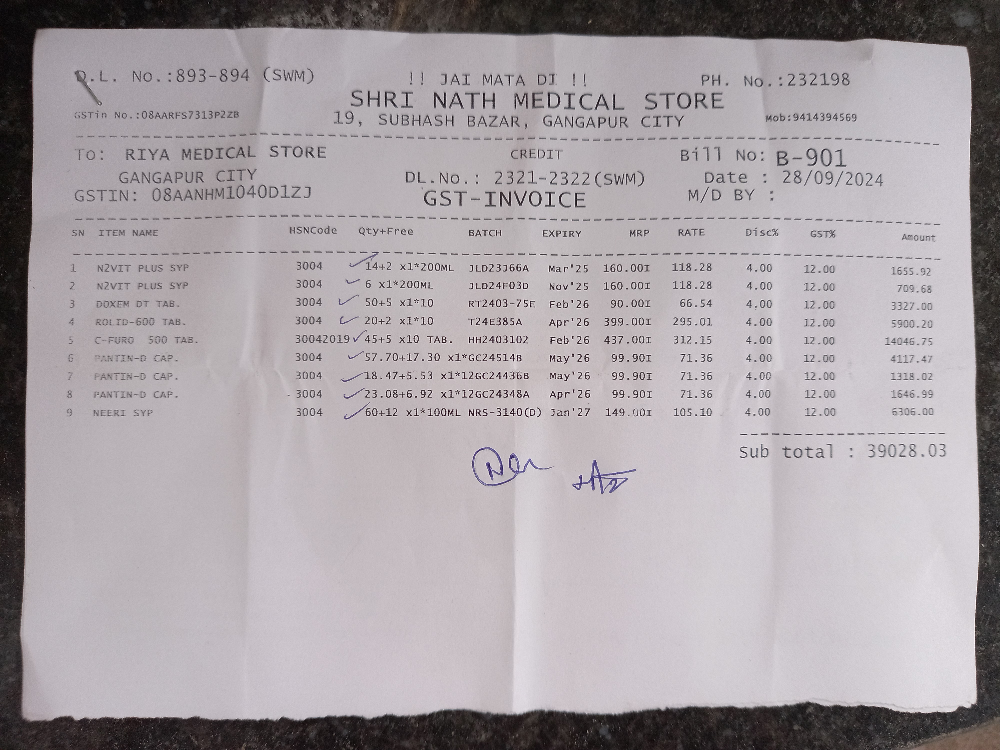 D.L. No.:893-894 (SWM) !! JAI MATA DI !! PH. No.:232198
SHRI NATH MEDICAL STORE
GSTin No.:08AARFS7313P2ZB 19, SUBHASH BAZAR, GANGAPUR CITY Mob:9414394569
To: RIYA MEDICAL STORE CREDIT Bill No: B-901
GANGAPUR CITY DL.No.: 2321-2322(SWM) Date : 28/09/2024
GSTIN: 08AANHM1040D1ZJ GST-INVOICE M/D BY :
SN ITEM NAME HSNCode Qty+Free BATCH EXPIRY MRP RATE Disc% GST% Amount
1 N2VIT PLUS SYP 3004 14+2 x1*200ML JLD23J66A Mar'25 160.00I 118.28 4.00 12.00 1655.92
2 N2VIT PLUS SYP 3004 6 x1*200ML JLD24F03D Nov'25 160.00I 118.28 4.00 12.00 709.68
3 DOXEM DT TAB. 3004 50+5 x1*10 RT2403-75E Feb'26 90.00I 66.54 4.00 12.00 3327.00
4 ROLID-600 TAB. 3004 20+2 x1*10 T24E385A Apr'26 399.00I 295.01 4.00 12.00 5900.20
5 C-FURO 500 TAB. 30042019 45+5 x10 TAB. HH2403102 Feb'26 437.00I 312.15 4.00 12.00 14046.75
6 PANTIN-D CAP. 3004 57.70+17.30 x1*GC24514B May'26 99.90I 71.36 4.00 12.00 4117.47
7 PANTIN-D CAP. 3004 18.47+5.53 x1*12GC24436B May'26 99.90I 71.36 4.00 12.00 1318.02
8 PANTIN-D CAP. 3004 23.08+6.92 x1*12GC24348A Apr'26 99.90I 71.36 4.00 12.00 1646.99
9 NEERI SYP 3004 60+12 x1*100ML NRS-3140(D) Jan'27 149.00I 105.10 4.00 12.00 6306.00
Sub total : 39028.03